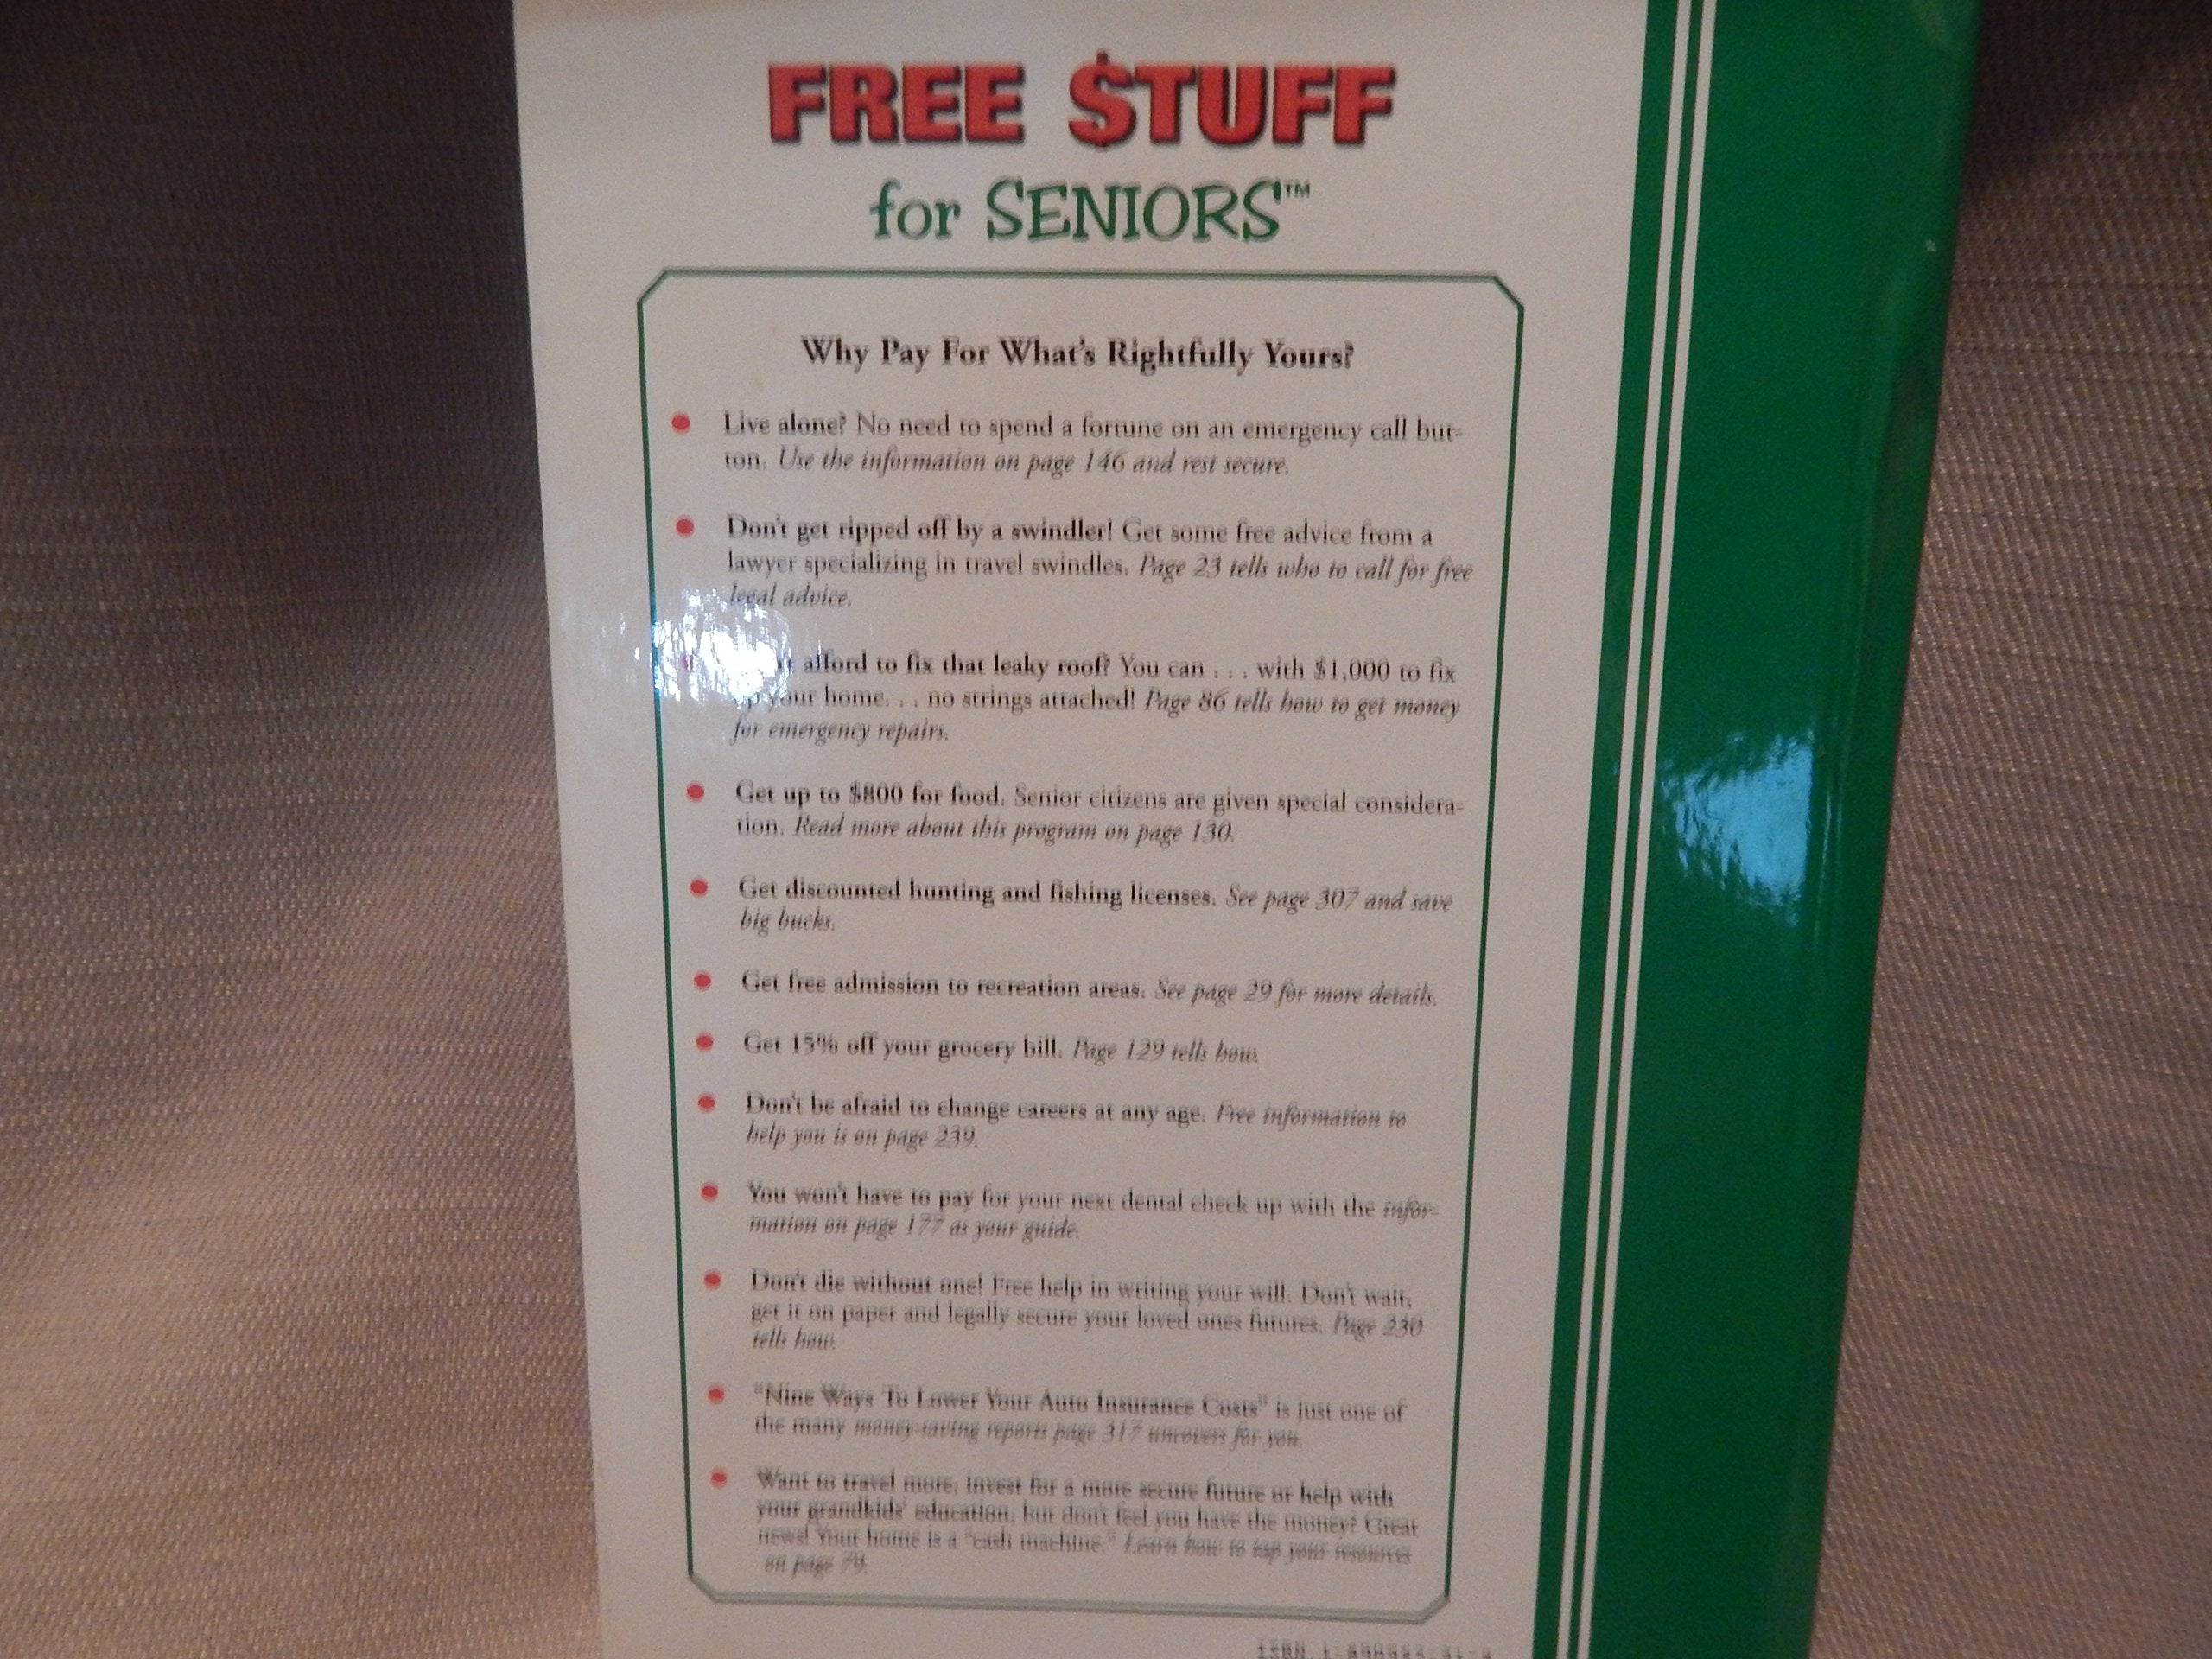 FREE $TUFF
for SENIORS™
Why Pay For What's Rightfully Yours?
Live alone? No need to spend a fortune on an emergency call but-
ton. Use the information on page 146 and rest secure.
Don't get ripped off by a swindler! Get some free advice from a
lawyer specializing in travel swindles. Page 23 tells who to call for free
legal advice.
afford to fix that leaky roof? You can . . . with $1,000 to fix
up your home. . . no strings attached! Page 86 tells how to get money
for emergency repairs.
Get up to $800 for food. Senior citizens are given special considera-
tion. Read more about this program on page 130.
Get discounted hunting and fishing licenses. See page 307 and save
big bucks.
Get free admission to recreation areas. See page 29 for more details.
Get 15% off your grocery bill. Page 129 tells how.
Don't be afraid to change careers at any age. Free information to
help you is on page 239.
You won't have to pay for your next dental check up with the infor-
mation on page 177 as your guide.
Don't die without one! Free help in writing your will. Don't wait,
get it on paper and legally secure your loved ones futures. Page 230
tells how.
"Nine Ways To Lower Your Auto Insurance Costs" is just one of
the many money-saving reports page 317 uncovers for you.
Want to travel more, invest for a more secure future or help with
your grandkids' education, but don't feel you have the money? Great
news! Your home is a "cash machine." Learn how to tap your resources
on page 79.
ISBN